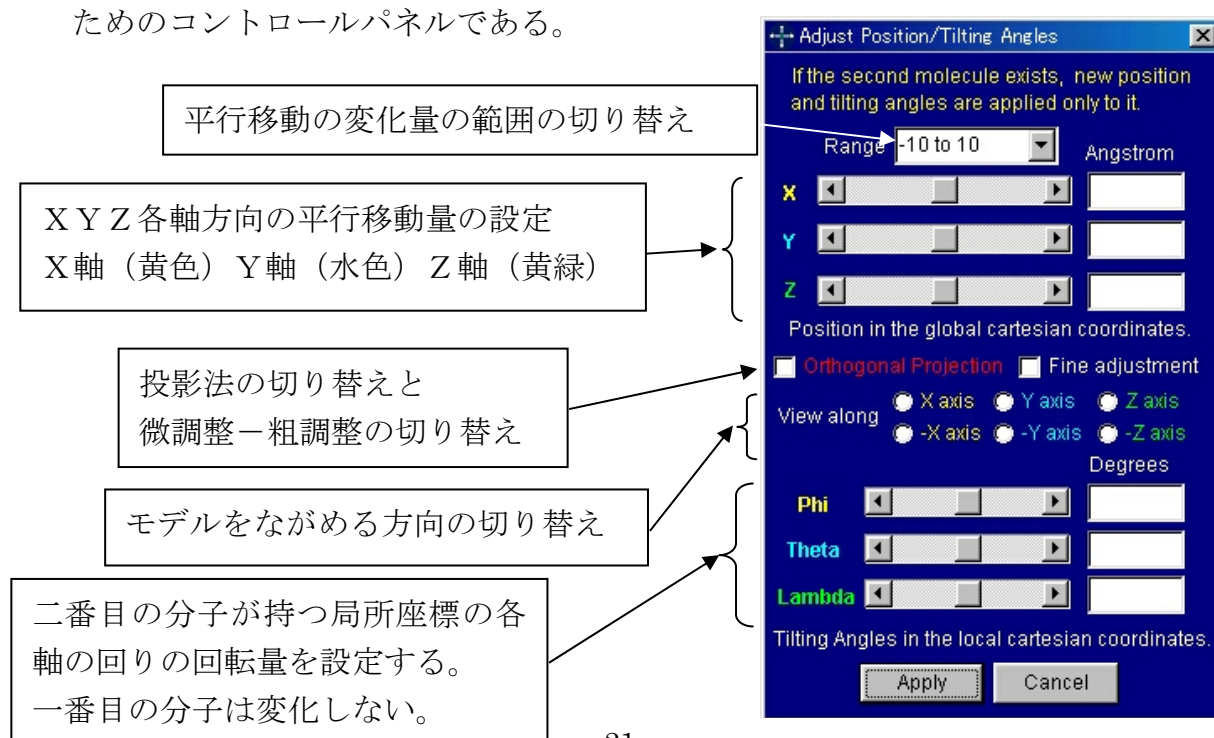 ためのコントロールパネルである。
平行移動の変化量の範囲の切り替え
ＸＹＺ各軸方向の平行移動量の設定
Ｘ軸（黄色）Ｙ軸（水色）Ｚ軸（黄緑）
投影法の切り替えと
微調整－粗調整の切り替え
モデルをながめる方向の切り替え
二番目の分子が持つ局所座標の各
軸の回りの回転量を設定する。
一番目の分子は変化しない。
Adjust Position/Tilting Angles
If the second molecule exists, new position
and tilting angles are applied only to it.
Range -10 to 10 Angstrom
X
Y
Z
Position in the global cartesian coordinates.
Orthogonal Projection Fine adjustment
View along X axis Y axis Z axis
-X axis -Y axis -Z axis
Degrees
Phi
Theta
Lambda
Tilting Angles in the local cartesian coordinates.
Apply Cancel